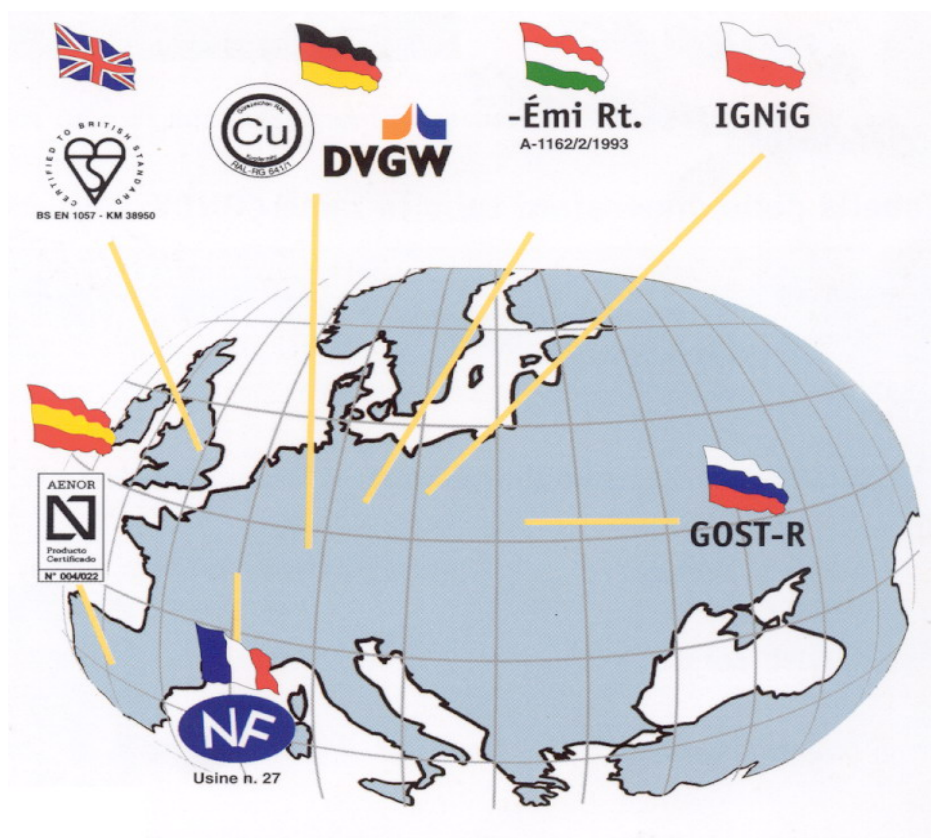 CERTIFIED TO BRITISH STANDARD
BS EN 1057 - KM 38950
Cu
RAL-RG 641/1
DVGW
-Émi Rt.
A-1162/2/1993
IGNiG
AENOR
N
Producto
Certificado
N° 004/022
GOST-R
NF
Usine n. 27